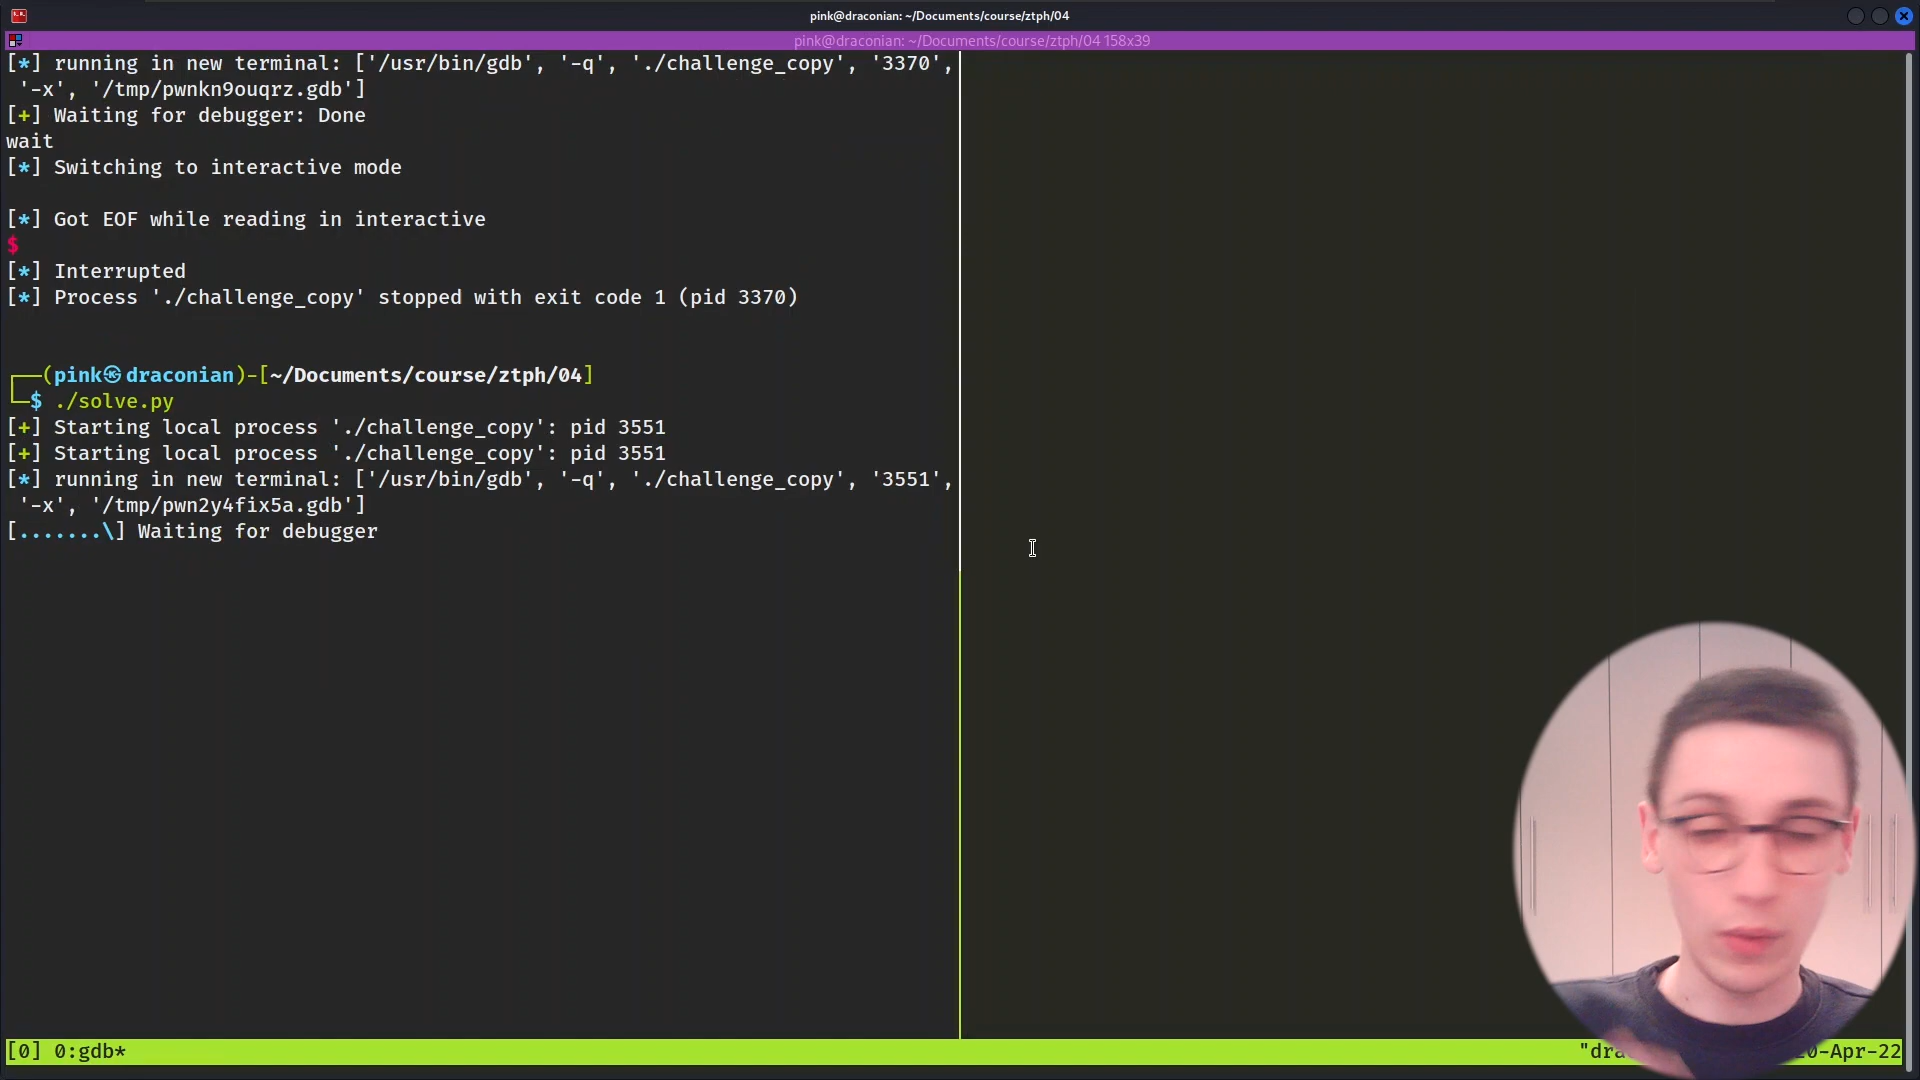 pink@draconian: ~/Documents/course/ztph/04
pink@draconian: ~/Documents/course/ztph/04 158x39
[*] running in new terminal: ['/usr/bin/gdb', '-q', './challenge_copy', '3370',
'-x', '/tmp/pwnkn9ouqrz.gdb']
[+] Waiting for debugger: Done
wait
[*] Switching to interactive mode
[*] Got EOF while reading in interactive
$
[*] Interrupted
[*] Process './challenge_copy' stopped with exit code 1 (pid 3370)
┌──(pink㉿draconian)-[~/Documents/course/ztph/04]
└─$ ./solve.py
[+] Starting local process './challenge_copy': pid 3551
[+] Starting local process './challenge_copy': pid 3551
[*] running in new terminal: ['/usr/bin/gdb', '-q', './challenge_copy', '3551',
'-x', '/tmp/pwn2y4fix5a.gdb']
[.......\] Waiting for debugger
[0] 0:gdb*
-Apr-22